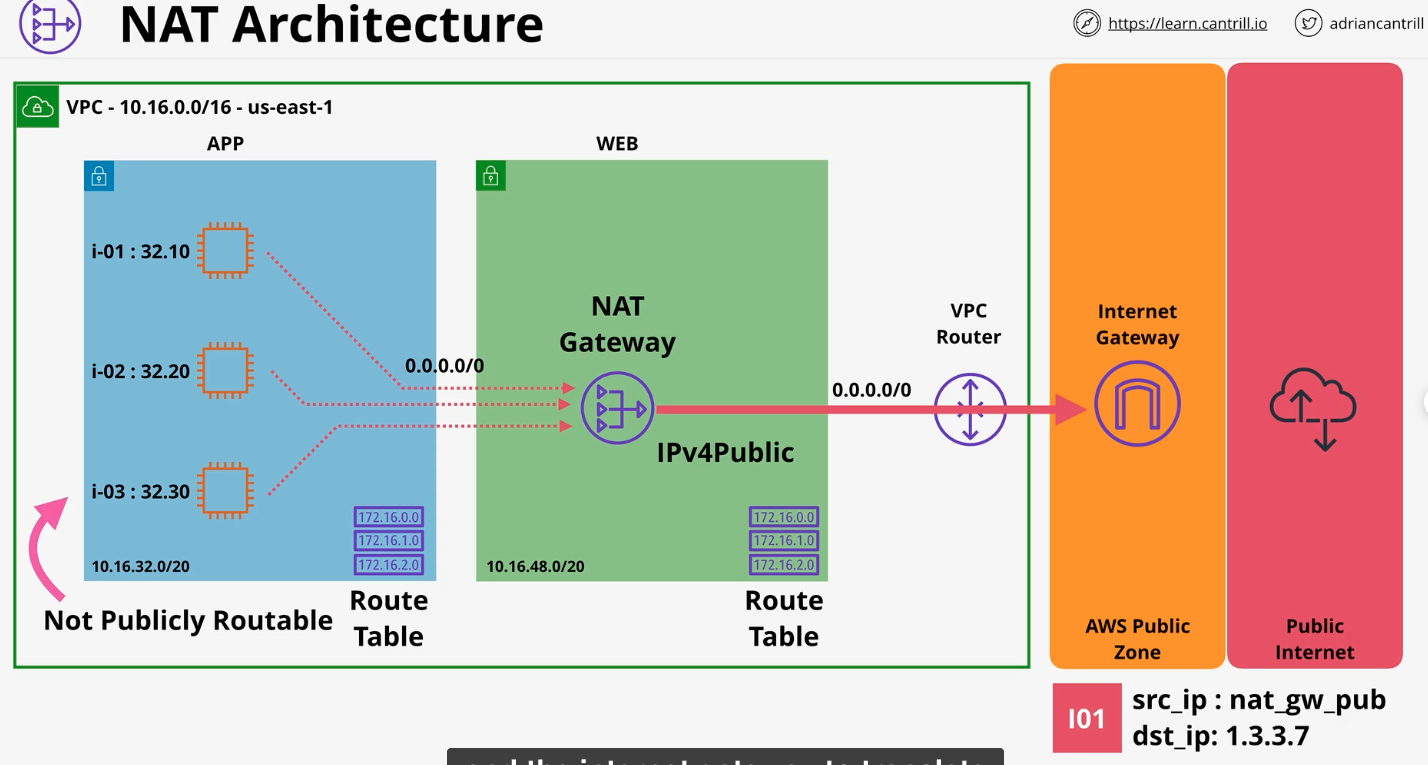 NAT Architecture
https://learn.cantrill.io
adriancantrill
VPC - 10.16.0.0/16 - us-east-1
APP
WEB
i-01 : 32.10
i-02 : 32.20
i-03 : 32.30
0.0.0.0/0
NAT
Gateway
IPv4Public
0.0.0.0/0
VPC
Router
Internet
Gateway
172.16.0.0
172.16.1.0
172.16.2.0
10.16.32.0/20
172.16.0.0
172.16.1.0
172.16.2.0
10.16.48.0/20
Not Publicly Routable
Route
Table
Route
Table
AWS Public
Zone
Public
Internet
I01
src_ip : nat_gw_pub
dst_ip: 1.3.3.7